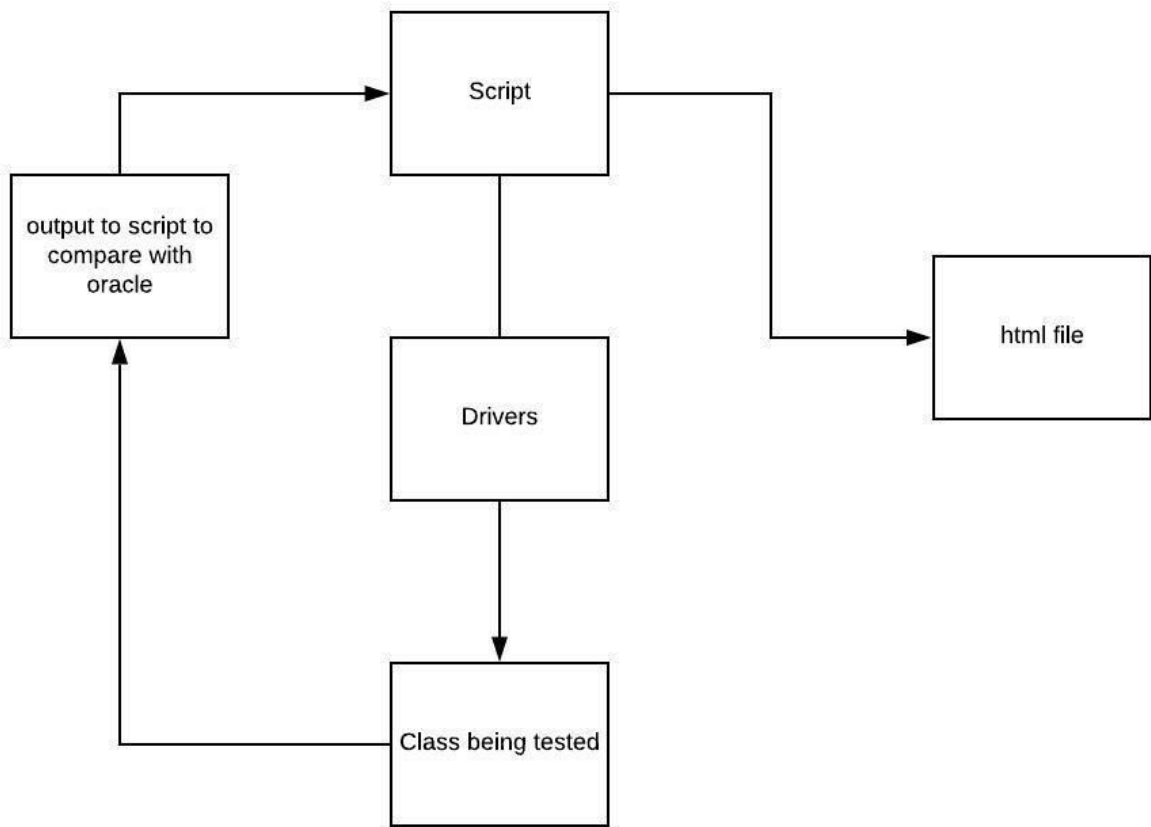 Script
output to script to
compare with
oracle
html file
Drivers
Class being tested